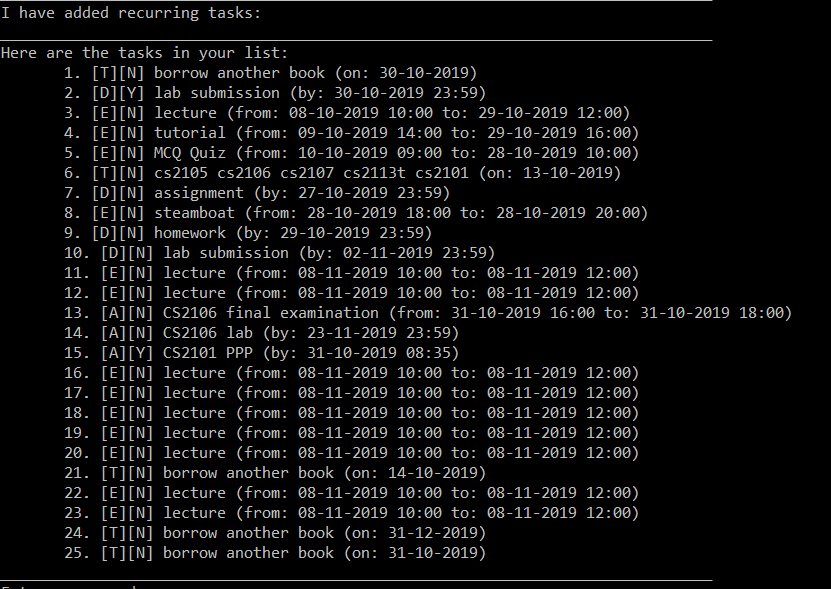 I have added recurring tasks:
Here are the tasks in your list:
1. [T][N] borrow another book (on: 30-10-2019)
2. [D][Y] lab submission (by: 30-10-2019 23:59)
3. [E][N] lecture (from: 08-10-2019 10:00 to: 29-10-2019 12:00)
4. [E][N] tutorial (from: 09-10-2019 14:00 to: 29-10-2019 16:00)
5. [E][N] MCQ Quiz (from: 10-10-2019 09:00 to: 28-10-2019 10:00)
6. [T][N] cs2105 cs2106 cs2107 cs2113t cs2101 (on: 13-10-2019)
7. [D][N] assignment (by: 27-10-2019 23:59)
8. [E][N] steamboat (from: 28-10-2019 18:00 to: 28-10-2019 20:00)
9. [D][N] homework (by: 29-10-2019 23:59)
10. [D][N] lab submission (by: 02-11-2019 23:59)
11. [E][N] lecture (from: 08-11-2019 10:00 to: 08-11-2019 12:00)
12. [E][N] lecture (from: 08-11-2019 10:00 to: 08-11-2019 12:00)
13. [A][N] CS2106 final examination (from: 31-10-2019 16:00 to: 31-10-2019 18:00)
14. [A][N] CS2106 lab (by: 23-11-2019 23:59)
15. [A][Y] CS2101 PPP (by: 31-10-2019 08:35)
16. [E][N] lecture (from: 08-11-2019 10:00 to: 08-11-2019 12:00)
17. [E][N] lecture (from: 08-11-2019 10:00 to: 08-11-2019 12:00)
18. [E][N] lecture (from: 08-11-2019 10:00 to: 08-11-2019 12:00)
19. [E][N] lecture (from: 08-11-2019 10:00 to: 08-11-2019 12:00)
20. [E][N] lecture (from: 08-11-2019 10:00 to: 08-11-2019 12:00)
21. [T][N] borrow another book (on: 14-10-2019)
22. [E][N] lecture (from: 08-11-2019 10:00 to: 08-11-2019 12:00)
23. [E][N] lecture (from: 08-11-2019 10:00 to: 08-11-2019 12:00)
24. [T][N] borrow another book (on: 31-12-2019)
25. [T][N] borrow another book (on: 31-10-2019)